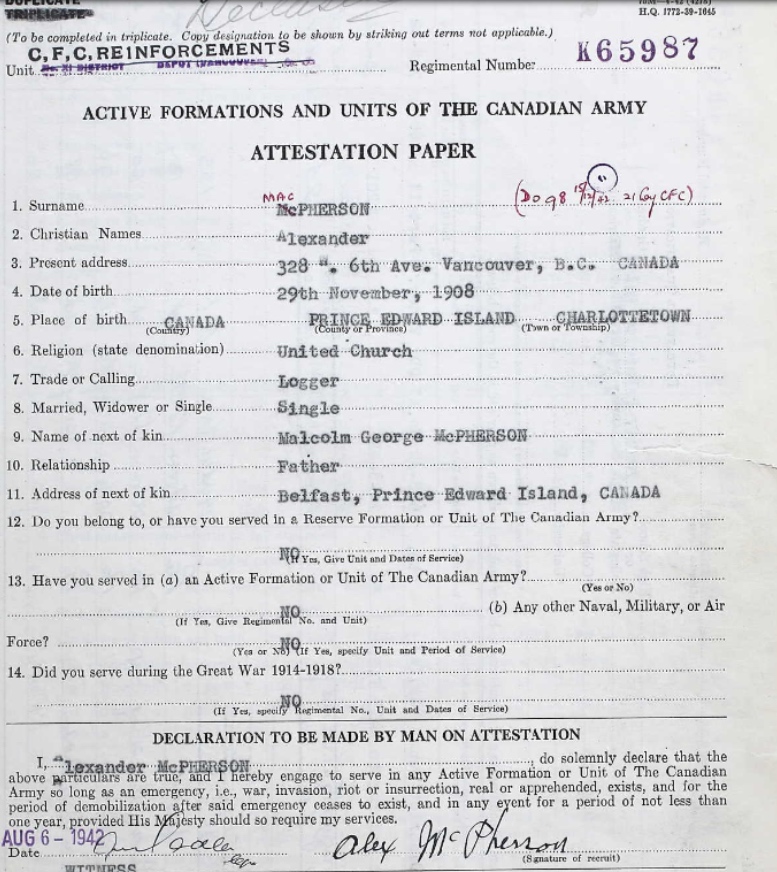 DUPLICATE
TRIPLICATE
H.Q. 1772-39-1645
(To be completed in triplicate. Copy designation to be shown by striking out terms not applicable.)
C,F,C,REINFORCEMENTS
Unit XI DISTRICT DEPOT (VANCOUVER) Regimental Number K65987
ACTIVE FORMATIONS AND UNITS OF THE CANADIAN ARMY
ATTESTATION PAPER
MAC
1. Surname McPHERSON
2. Christian Names Alexander
3. Present address 328 ". 6th Ave. Vancouver, B.C. CANADA
4. Date of birth 29th November, 1908
5. Place of birth CANADA PRINCE EDWARD ISLAND CHARLOTTETOWN
(Country) (County or Province) (Town or Township)
6. Religion (state denomination) United Church
7. Trade or Calling Logger
8. Married, Widower or Single Single
9. Name of next of kin Malcolm George McPHERSON
10. Relationship Father
11. Address of next of kin Belfast, Prince Edward Island, CANADA
12. Do you belong to, or have you served in a Reserve Formation or Unit of The Canadian Army?
NO
(If Yes, Give Unit and Dates of Service)
13. Have you served in (a) an Active Formation or Unit of The Canadian Army?
(Yes or No)
NO (b) Any other Naval, Military, or Air
(If Yes, Give Regimental No. and Unit)
Force? NO
(Yes or No) (If Yes, specify Unit and Period of Service)
14. Did you serve during the Great War 1914-1918?
NO
(If Yes, specify Regimental No., Unit and Dates of Service)
DECLARATION TO BE MADE BY MAN ON ATTESTATION
I, Alexander McPHERSON, do solemnly declare that the
above particulars are true, and I hereby engage to serve in any Active Formation or Unit of The Canadian
Army so long as an emergency, i.e., war, invasion, riot or insurrection, real or apprehended, exists, and for the
period of demobilization after said emergency ceases to exist, and in any event for a period of not less than
one year, provided His Majesty should so require my services.
AUG 6 - 1942
Date Alex McPherson
(Signature of recruit)
WITNESS